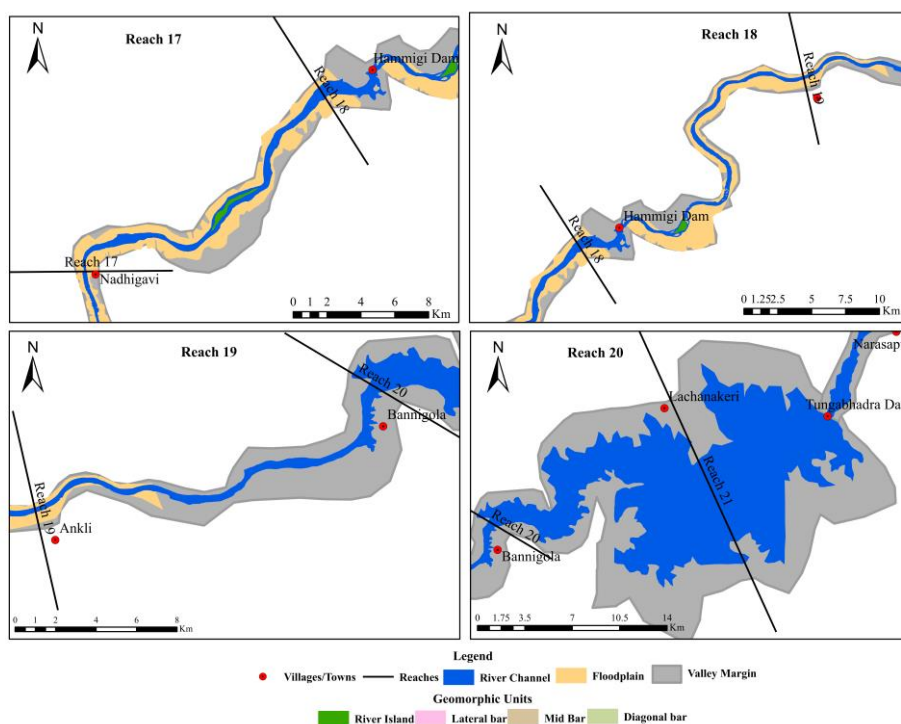 N
Reach 17
Hammigi Dam
Reach 18
Reach 17
Nadhigavi
0 1 2 4 6 8
Km
N
Reach 18
Reach 19
Hammigi Dam
Reach 18
0 1.252.5 5 7.5 10
Km
N
Reach 19
Reach 20
Bannigola
Reach 19
Ankli
0 1 2 4 6 8
Km
N
Reach 20
Narasap
Lachanakeri
Tungabhadra Da
Reach 21
Reach 20
Bannigola
0 1.75 3.5 7 10.5 14
Km
Legend
Villages/Towns Reaches River Channel Floodplain Valley Margin
Geomorphic Units
River Island Lateral bar Mid Bar Diagonal bar